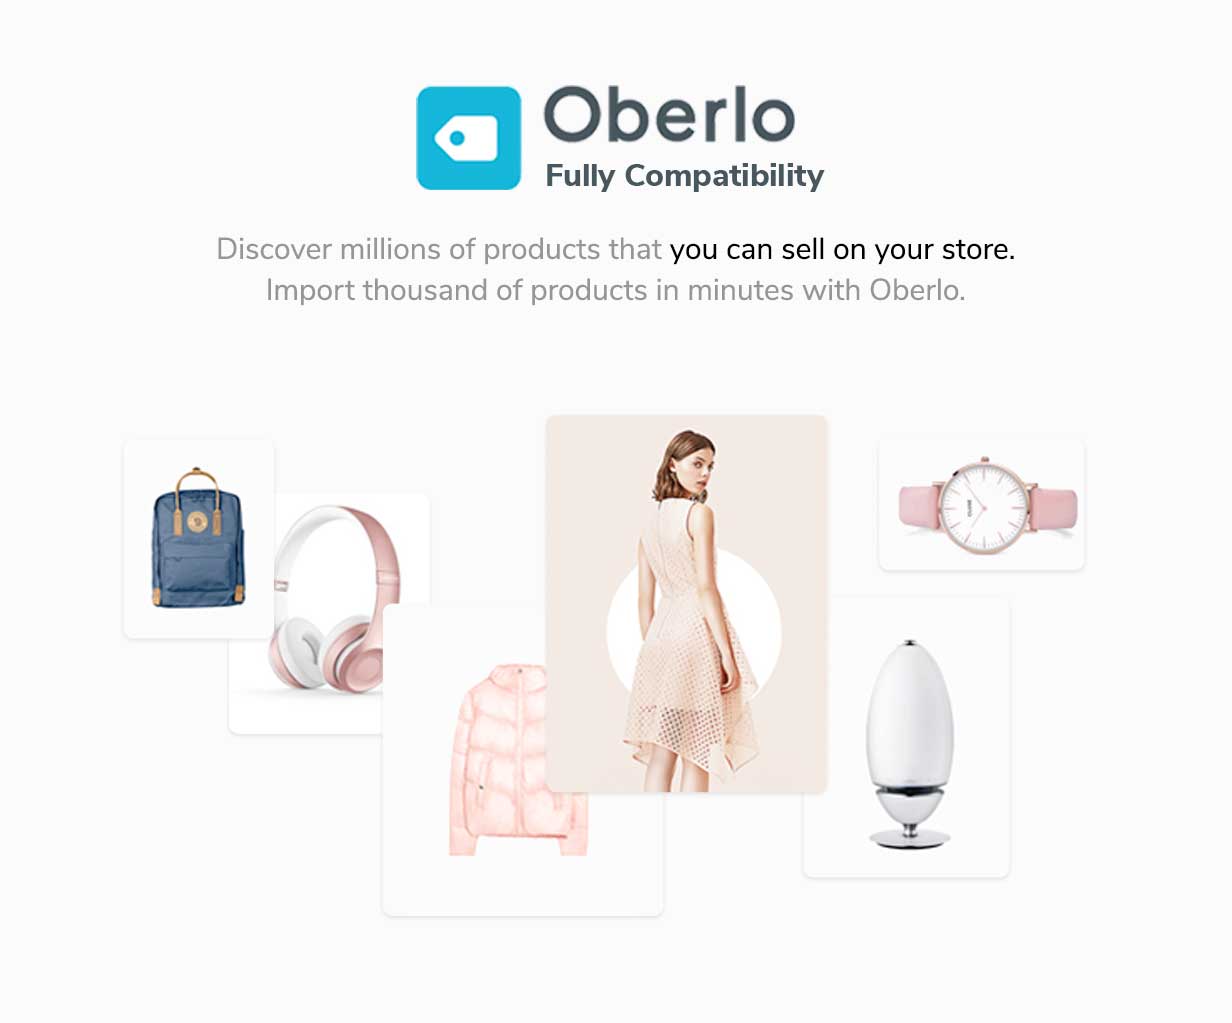 Oberlo
Fully Compatibility
Discover millions of products that you can sell on your store.
Import thousand of products in minutes with Oberlo.
CLUSE